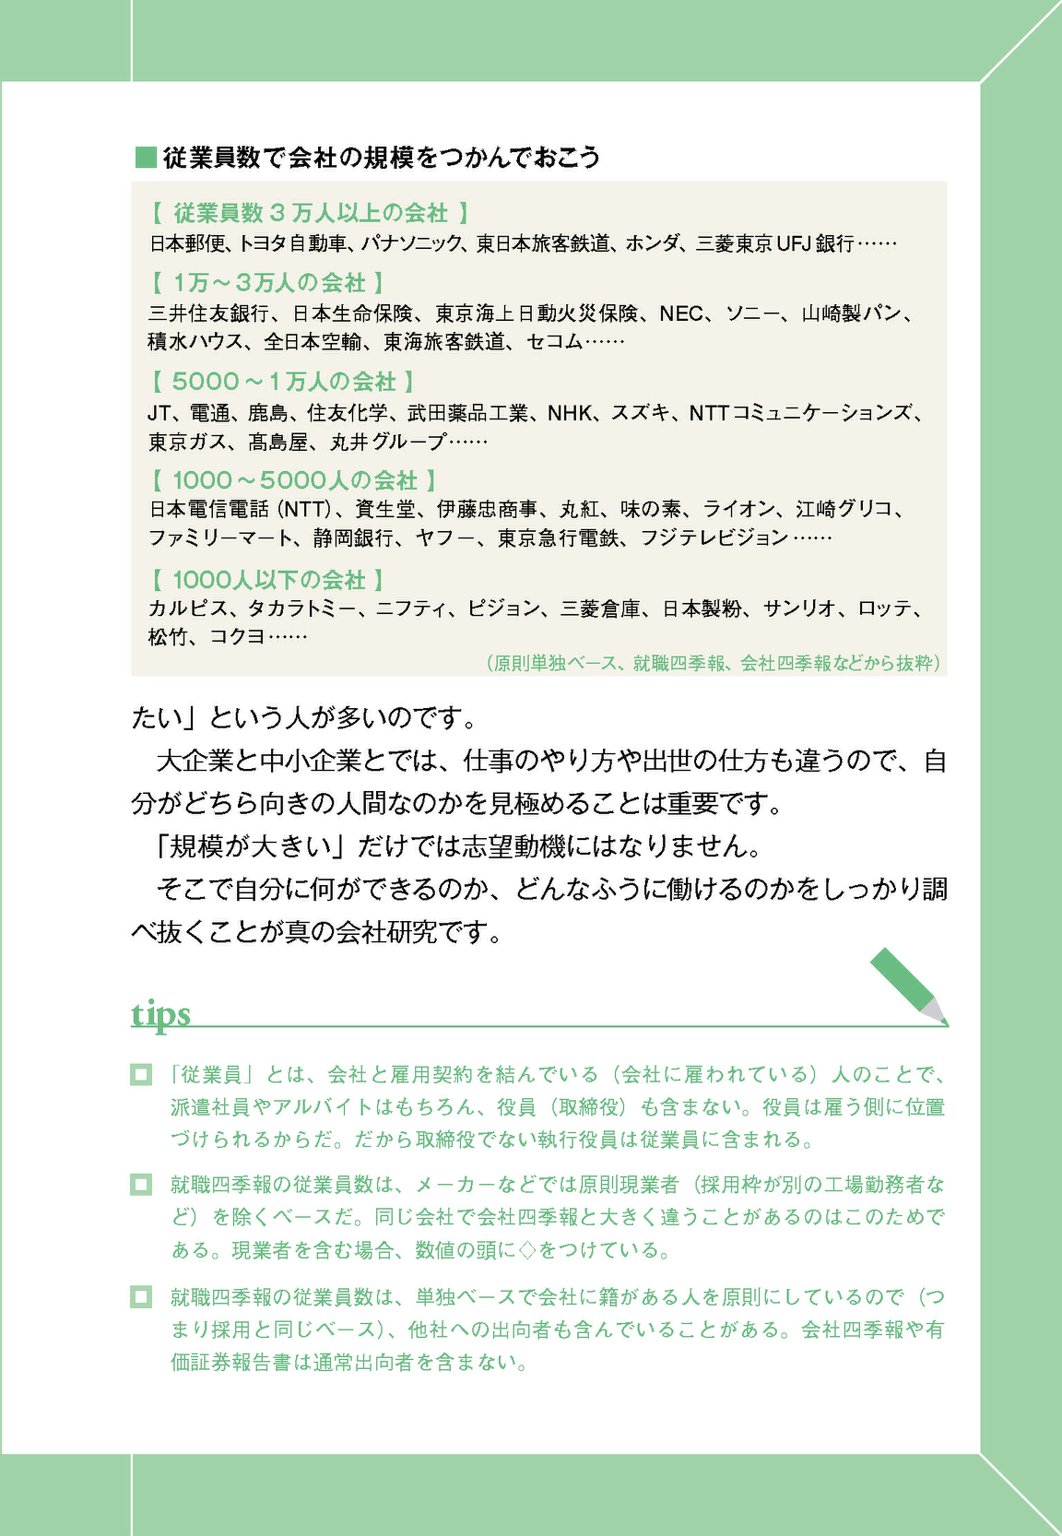 ■従業員数で会社の規模をつかんでおこう
【 従業員数3万人以上の会社 】
日本郵便、トヨタ自動車、パナソニック、東日本旅客鉄道、ホンダ、三菱東京UFJ銀行……
【 1万～3万人の会社 】
三井住友銀行、日本生命保険、東京海上日動火災保険、NEC、ソニー、山崎製パン、
積水ハウス、全日本空輸、東海旅客鉄道、セコム……
【 5000～1万人の会社 】
JT、電通、鹿島、住友化学、武田薬品工業、NHK、スズキ、NTTコミュニケーションズ、
東京ガス、髙島屋、丸井グループ……
【 1000～5000人の会社 】
日本電信電話（NTT）、資生堂、伊藤忠商事、丸紅、味の素、ライオン、江崎グリコ、
ファミリーマート、静岡銀行、ヤフー、東京急行電鉄、フジテレビジョン……
【 1000人以下の会社 】
カルビス、タカラトミー、ニフティ、ピジョン、三菱倉庫、日本製粉、サンリオ、ロッテ、
松竹、コクヨ……
（原則単独ベース、就職四季報、会社四季報などから抜粋）
たい」という人が多いのです。
大企業と中小企業とでは、仕事のやり方や出世の仕方も違うので、自
分がどちら向きの人間なのかを見極めることは重要です。
「規模が大きい」だけでは志望動機にはなりません。
そこで自分に何ができるのか、どんなふうに働けるのかをしっかり調
べ抜くことが真の会社研究です。
tips
「従業員」とは、会社と雇用契約を結んでいる（会社に雇われている）人のことで、
派遣社員やアルバイトはもちろん、役員（取締役）も含まない。役員は雇う側に位置
づけられるからだ。だから取締役でない執行役員は従業員に含まれる。
就職四季報の従業員数は、メーカーなどでは原則現業者（採用枠が別の工場勤務者な
ど）を除くベースだ。同じ会社で会社四季報と大きく違うことがあるのはこのためで
ある。現業者を含む場合、数値の頭に◇をつけている。
就職四季報の従業員数は、単独ベースで会社に籍がある人を原則にしているので（つ
まり採用と同じベース）、他社への出向者も含んでいることがある。会社四季報や有
価証券報告書は通常出向者を含まない。